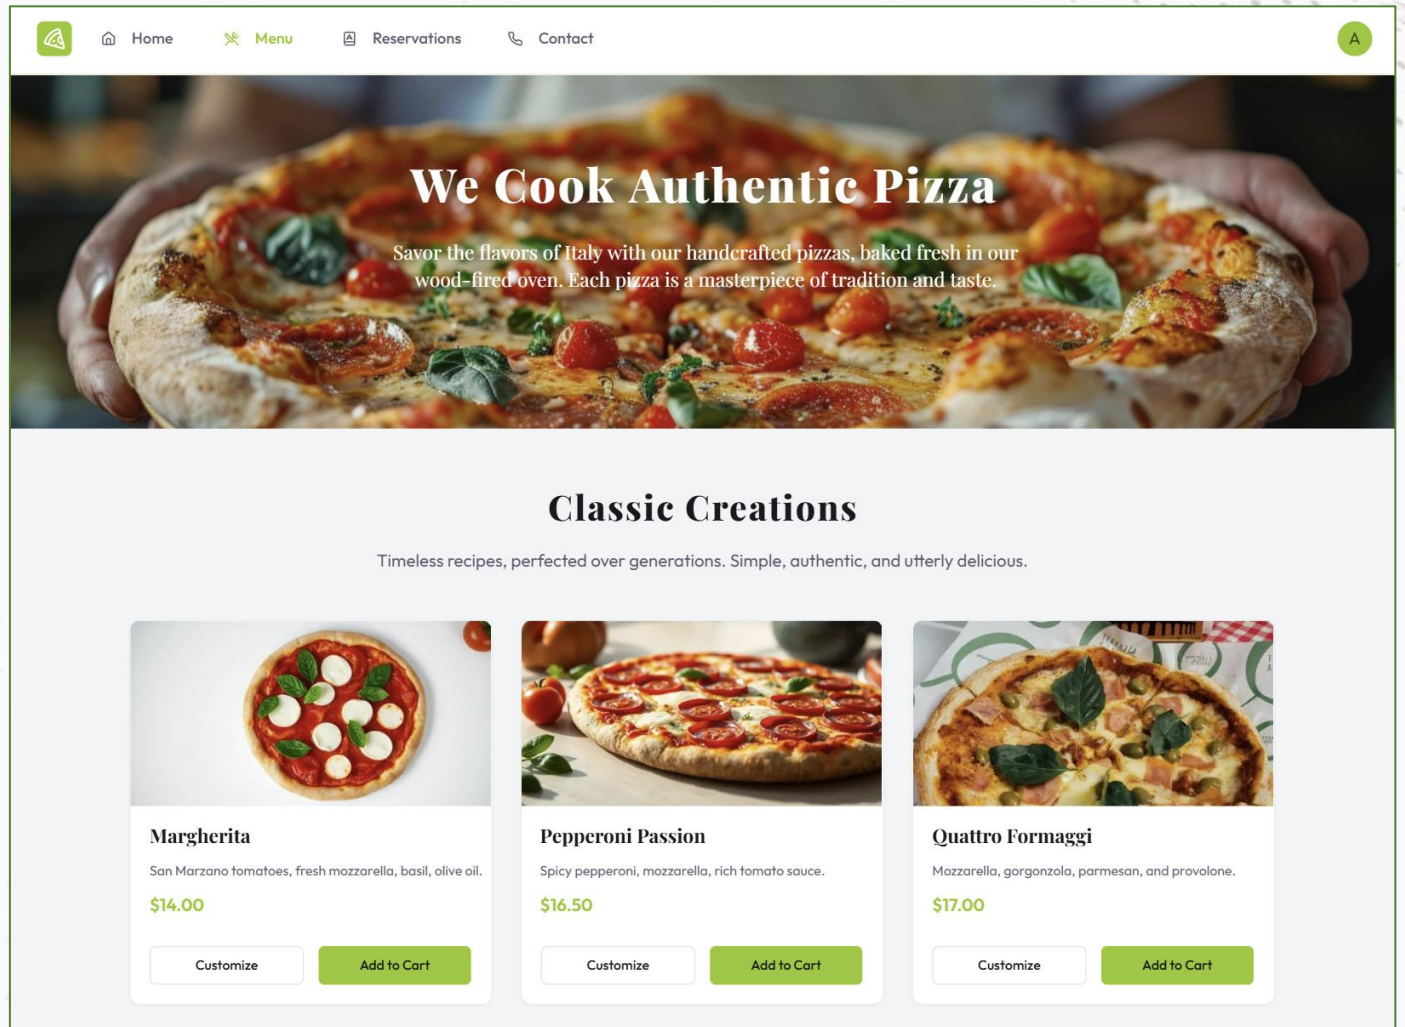 Home
Menu
Reservations
Contact
A
We Cook Authentic Pizza
Savor the flavors of Italy with our handcrafted pizzas, baked fresh in our
wood-fired oven. Each pizza is a masterpiece of tradition and taste.
Classic Creations
Timeless recipes, perfected over generations. Simple, authentic, and utterly delicious.
Margherita
San Marzano tomatoes, fresh mozzarella, basil, olive oil.
$14.00
Customize
Add to Cart
Pepperoni Passion
Spicy pepperoni, mozzarella, rich tomato sauce.
$16.50
Customize
Add to Cart
Quattro Formaggi
Mozzarella, gorgonzola, parmesan, and provolone.
$17.00
Customize
Add to Cart